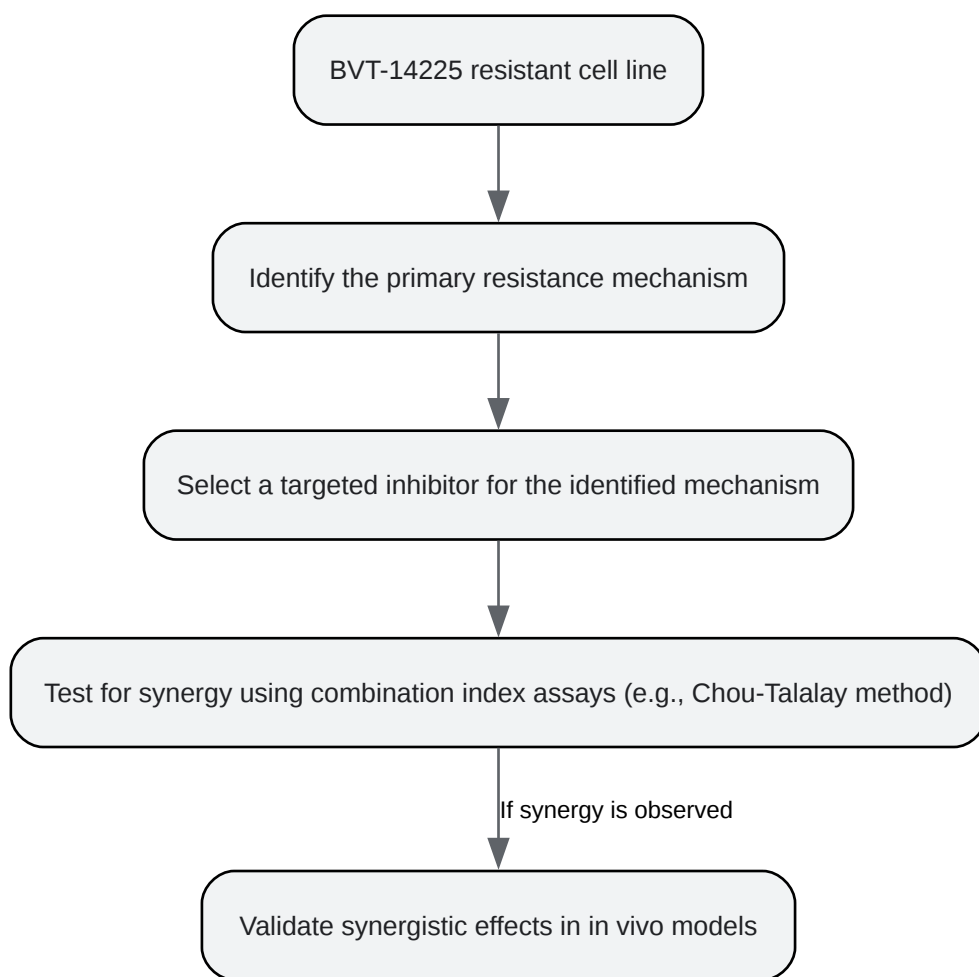 BVT-14225 resistant cell line
Identify the primary resistance mechanism
Select a targeted inhibitor for the identified mechanism
Test for synergy using combination index assays (e.g., Chou-Talalay method)
If synergy is observed
Validate synergistic effects in in vivo models